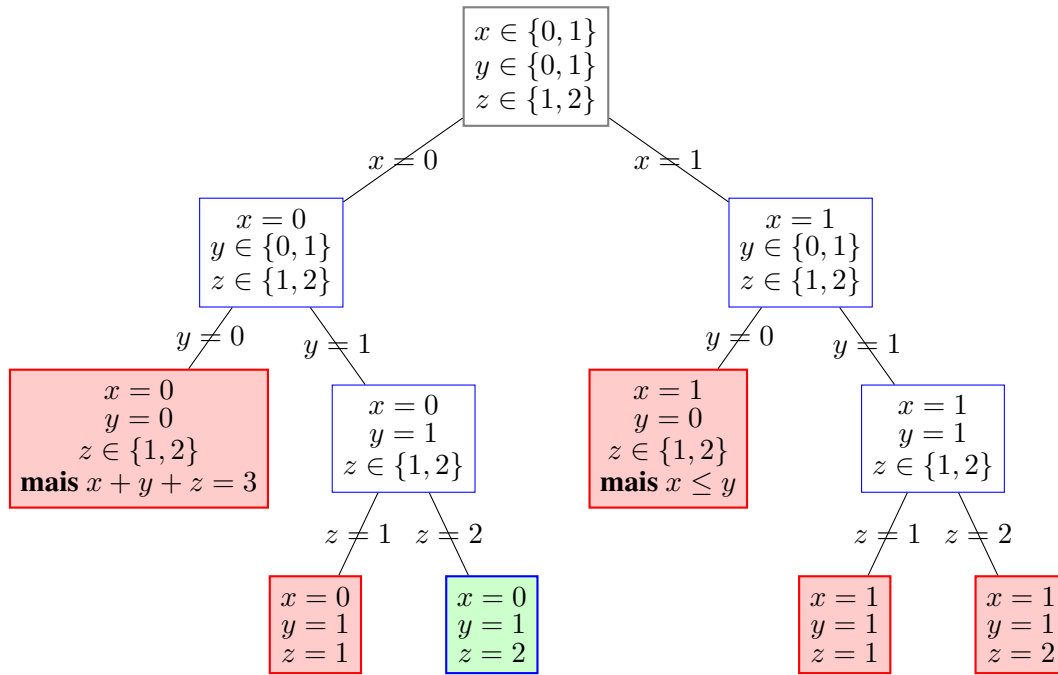 x ∈ {0, 1}
y ∈ {0, 1}
z ∈ {1, 2}
x = 0
x = 1
x = 0
y ∈ {0, 1}
z ∈ {1, 2}
x = 1
y ∈ {0, 1}
z ∈ {1, 2}
y = 0
y = 1
y = 0
y = 1
x = 0
y = 0
z ∈ {1, 2}
mais x + y + z = 3
x = 0
y = 1
z ∈ {1, 2}
x = 1
y = 0
z ∈ {1, 2}
mais x ≤ y
x = 1
y = 1
z ∈ {1, 2}
z = 1
z = 2
z = 1
z = 2
x = 0
y = 1
z = 1
x = 0
y = 1
z = 2
x = 1
y = 1
z = 1
x = 1
y = 1
z = 2